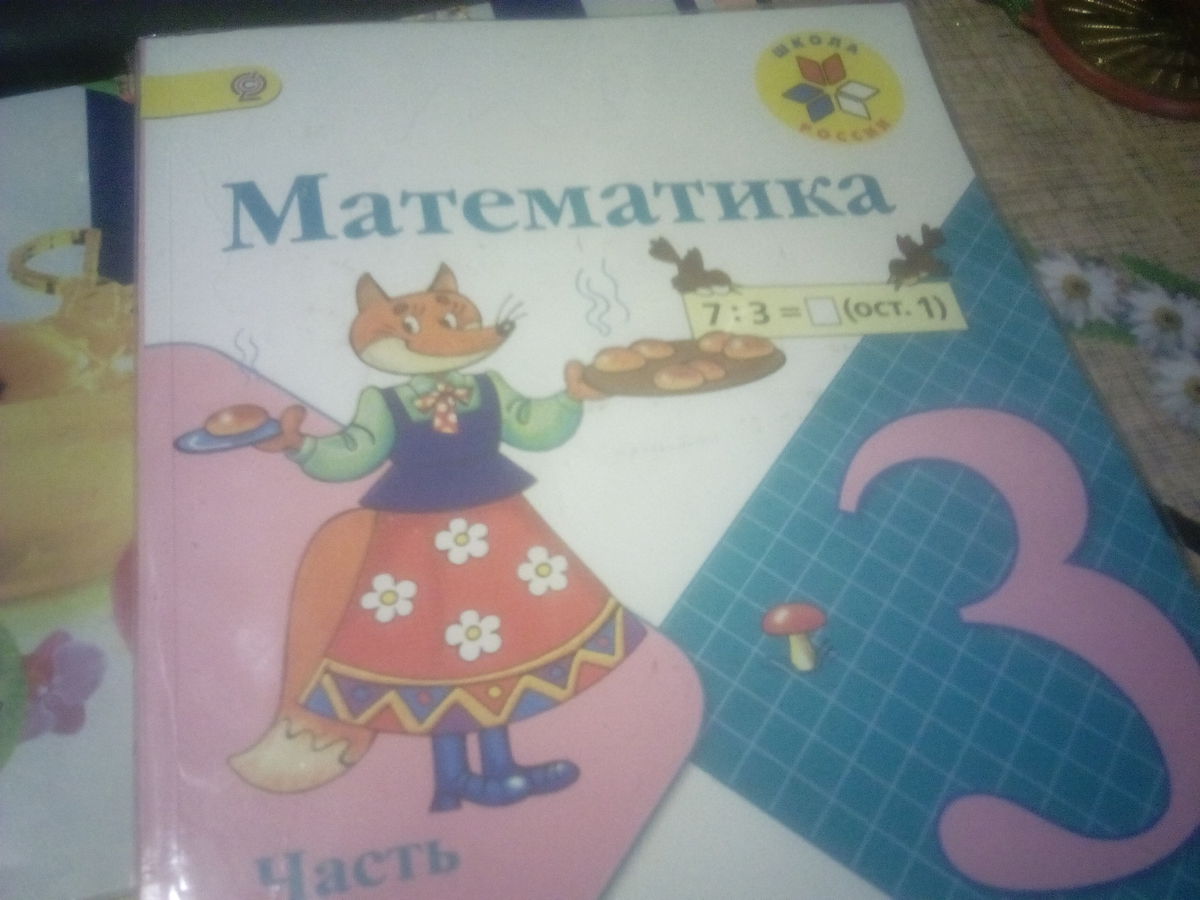 ШКОЛА
РОССИИ
Математика
7 : 3 = □ (ост. 1)
3
Часть